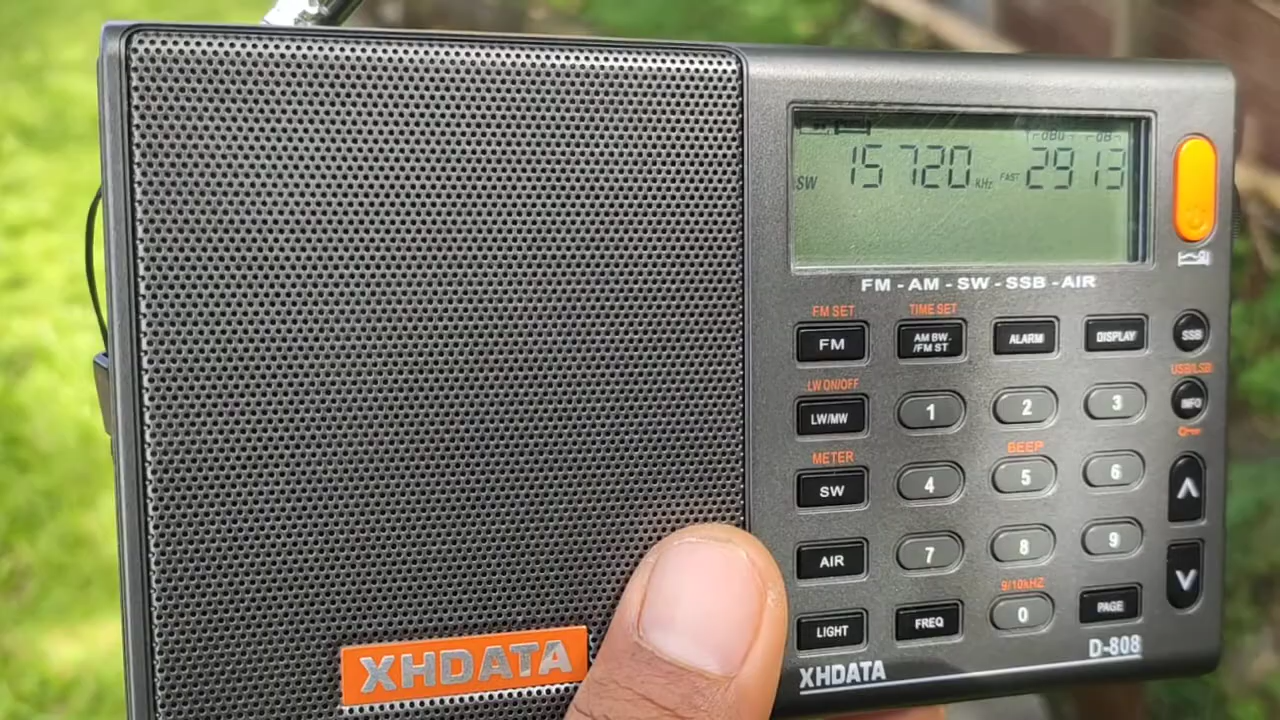 dBu dB
SW 15720 KHz FAST 2913
FM - AM - SW - SSB - AIR
FM SET TIME SET
FM AM BW. /FM ST ALARM DISPLAY SSB
LW ON/OFF USB/LSB
LW/MW 1 2 3 INFO
METER BEEP
SW 4 5 6
AIR 7 8 9
9/10kHZ
LIGHT FREQ 0 PAGE
D-808
XHDATA
XHDATA